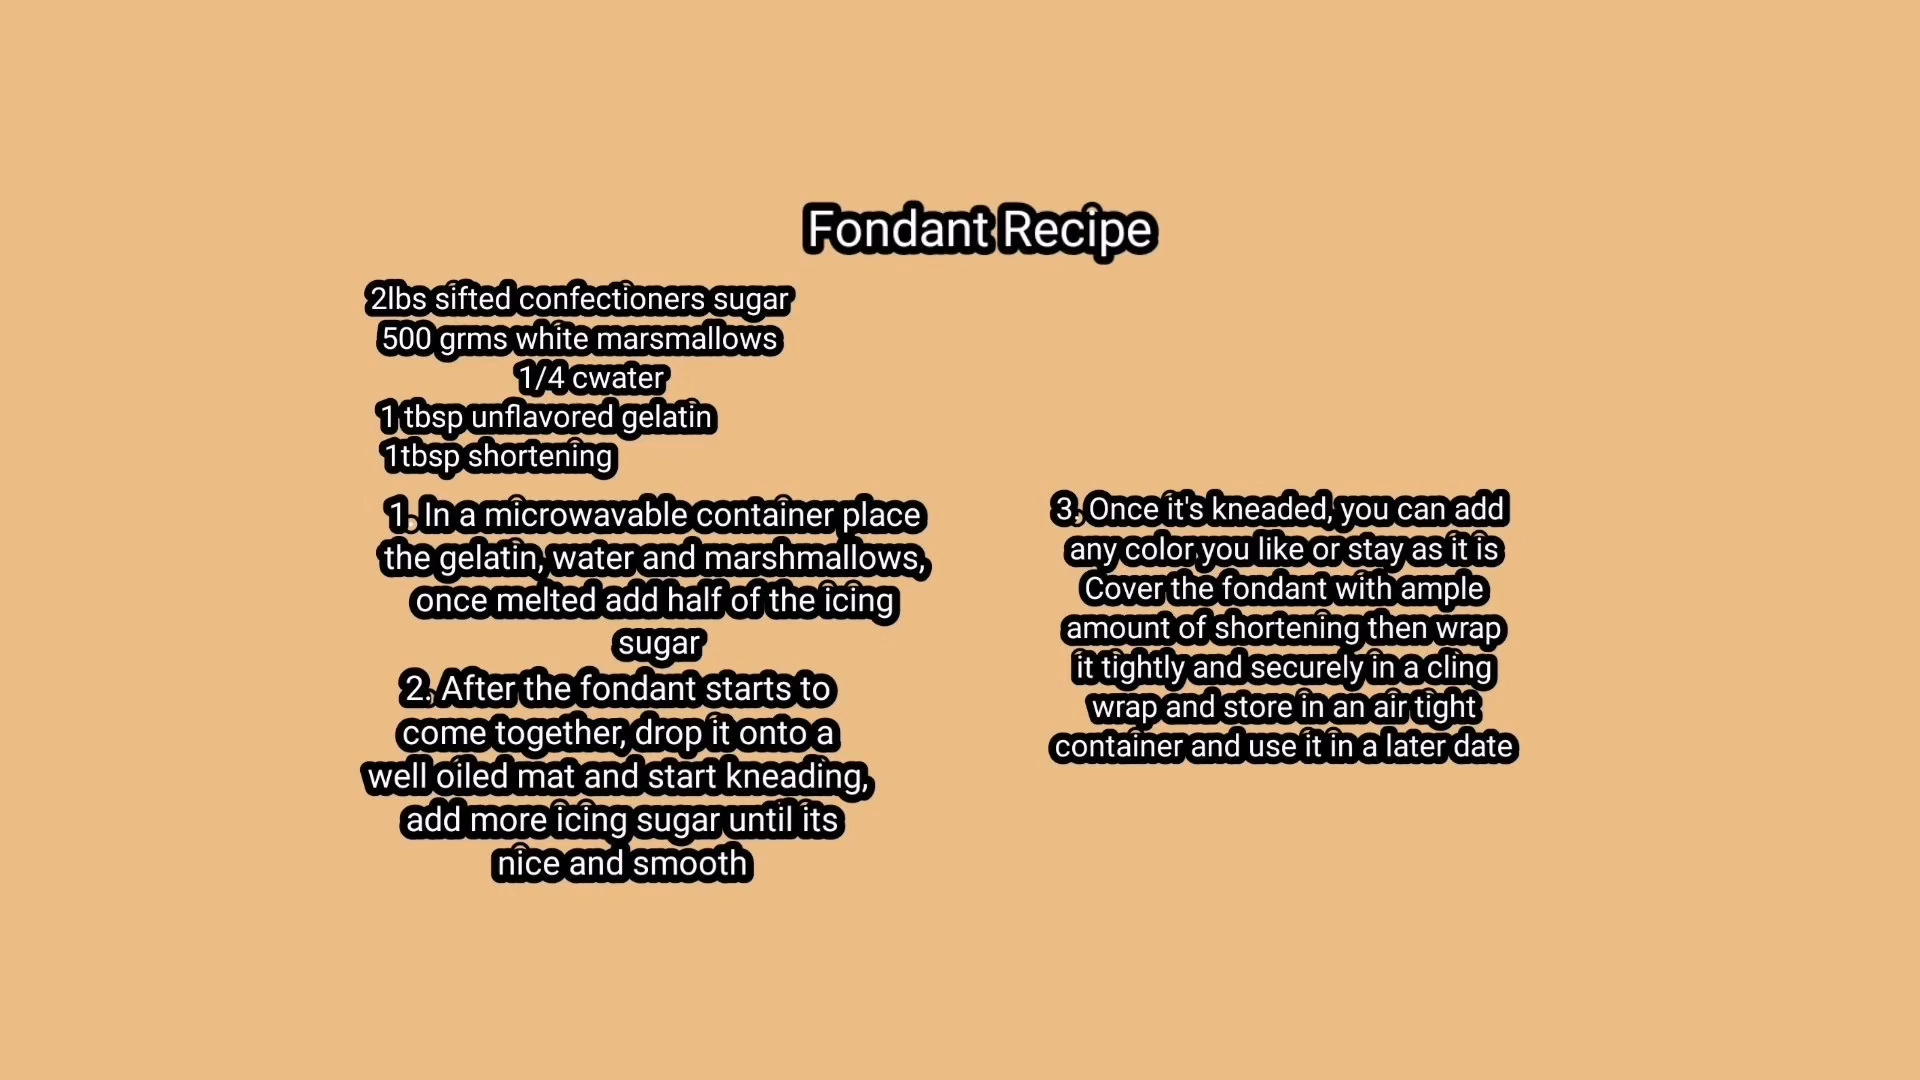 Fondant Recipe
2lbs sifted confectioners sugar
500 grms white marsmallows
1/4 cwater
1 tbsp unflavored gelatin
1tbsp shortening
1. In a microwavable container place
the gelatin, water and marshmallows,
once melted add half of the icing
sugar
2. After the fondant starts to
come together, drop it onto a
well oiled mat and start kneading,
add more icing sugar until its
nice and smooth
3. Once it's kneaded, you can add
any color you like or stay as it is
Cover the fondant with ample
amount of shortening then wrap
it tightly and securely in a cling
wrap and store in an air tight
container and use it in a later date